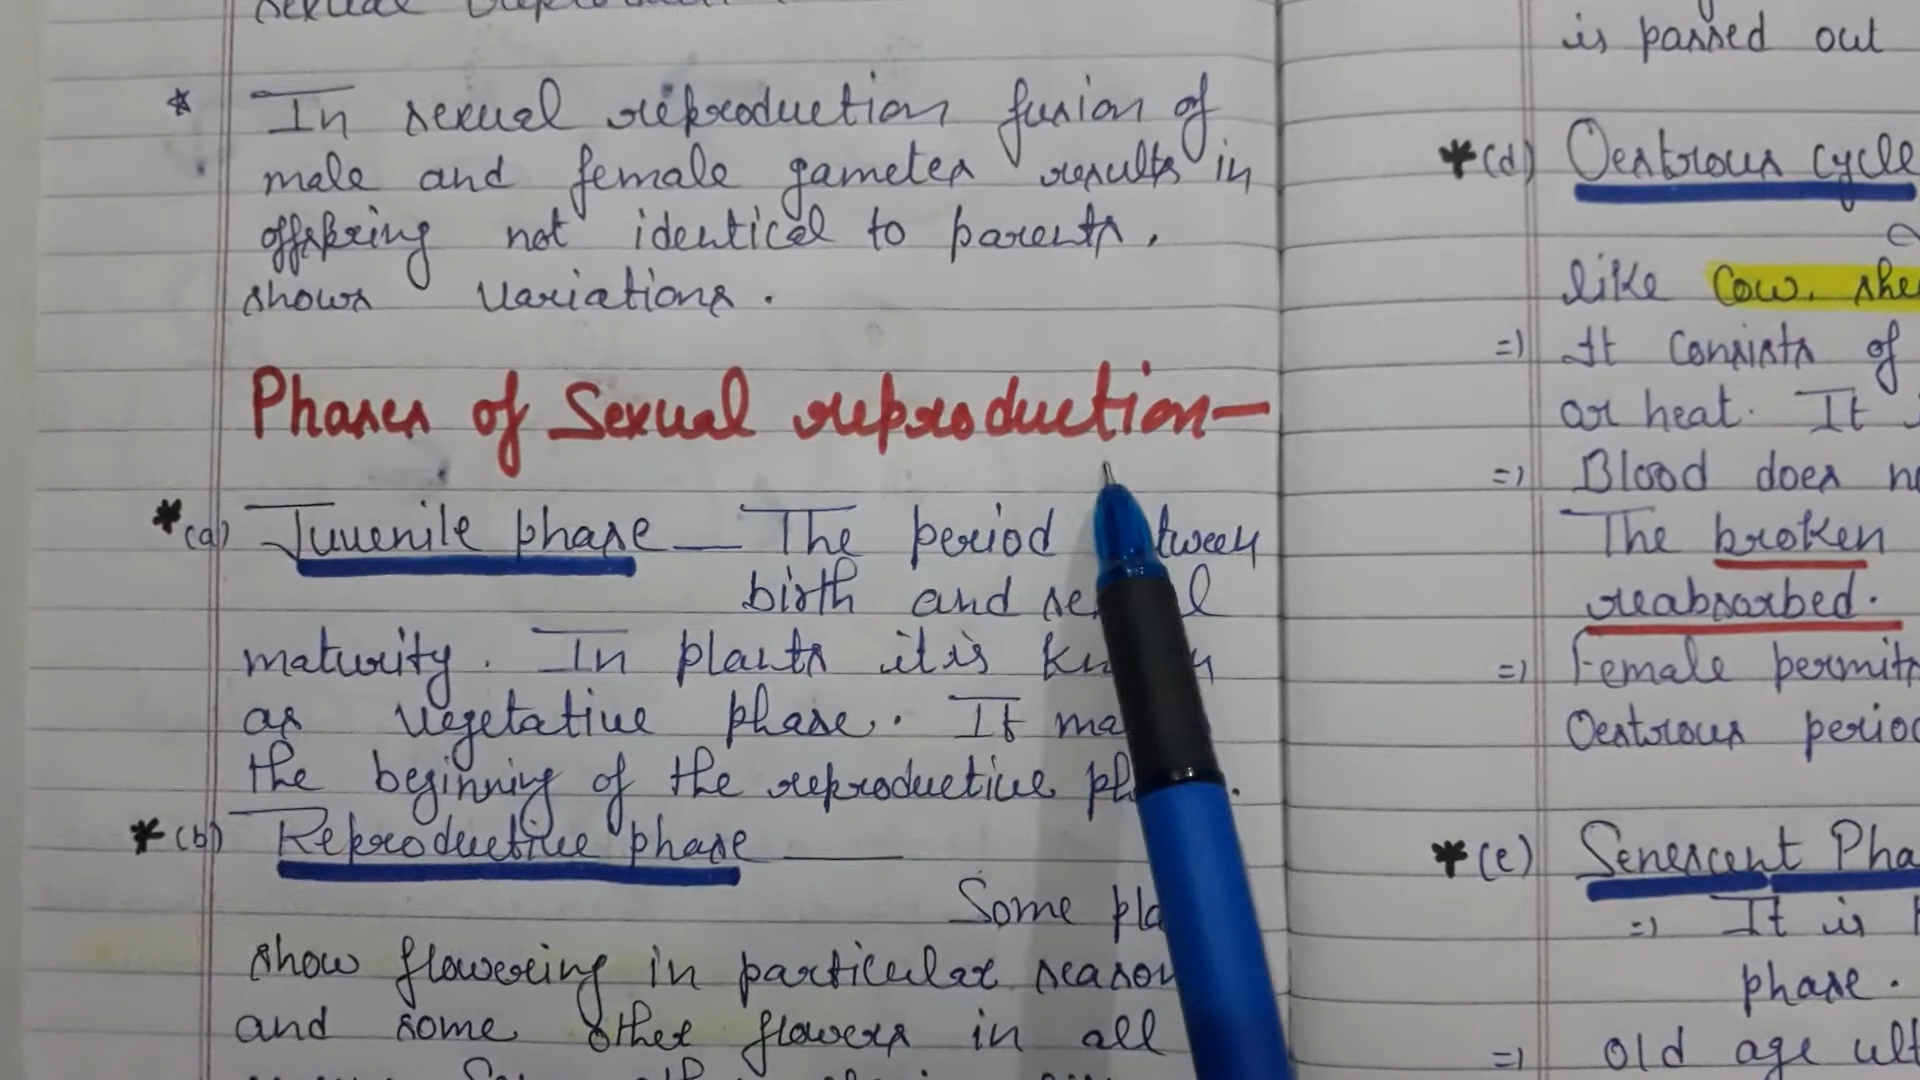 * In sexual reproduction fusion of
male and female gametes results in
offspring not identical to parents,
shows variations.
Phases of Sexual reproduction-
*(a) Juvenile phase — The period
birth and
maturity. In plants it is
as vegetative phase. It
the beginning of the reproductive
*(b) Reproductive phase —
Some
show flowering in particular season
and some other flowers in all
is passed out
*(d) Oestrous cycle
like Cow,
=) It consists of
or heat. It
=) Blood does
The broken
reabsorbed.
=) Female
Oestrous
*(e) Senescent
=) It is
phase.
=) old age